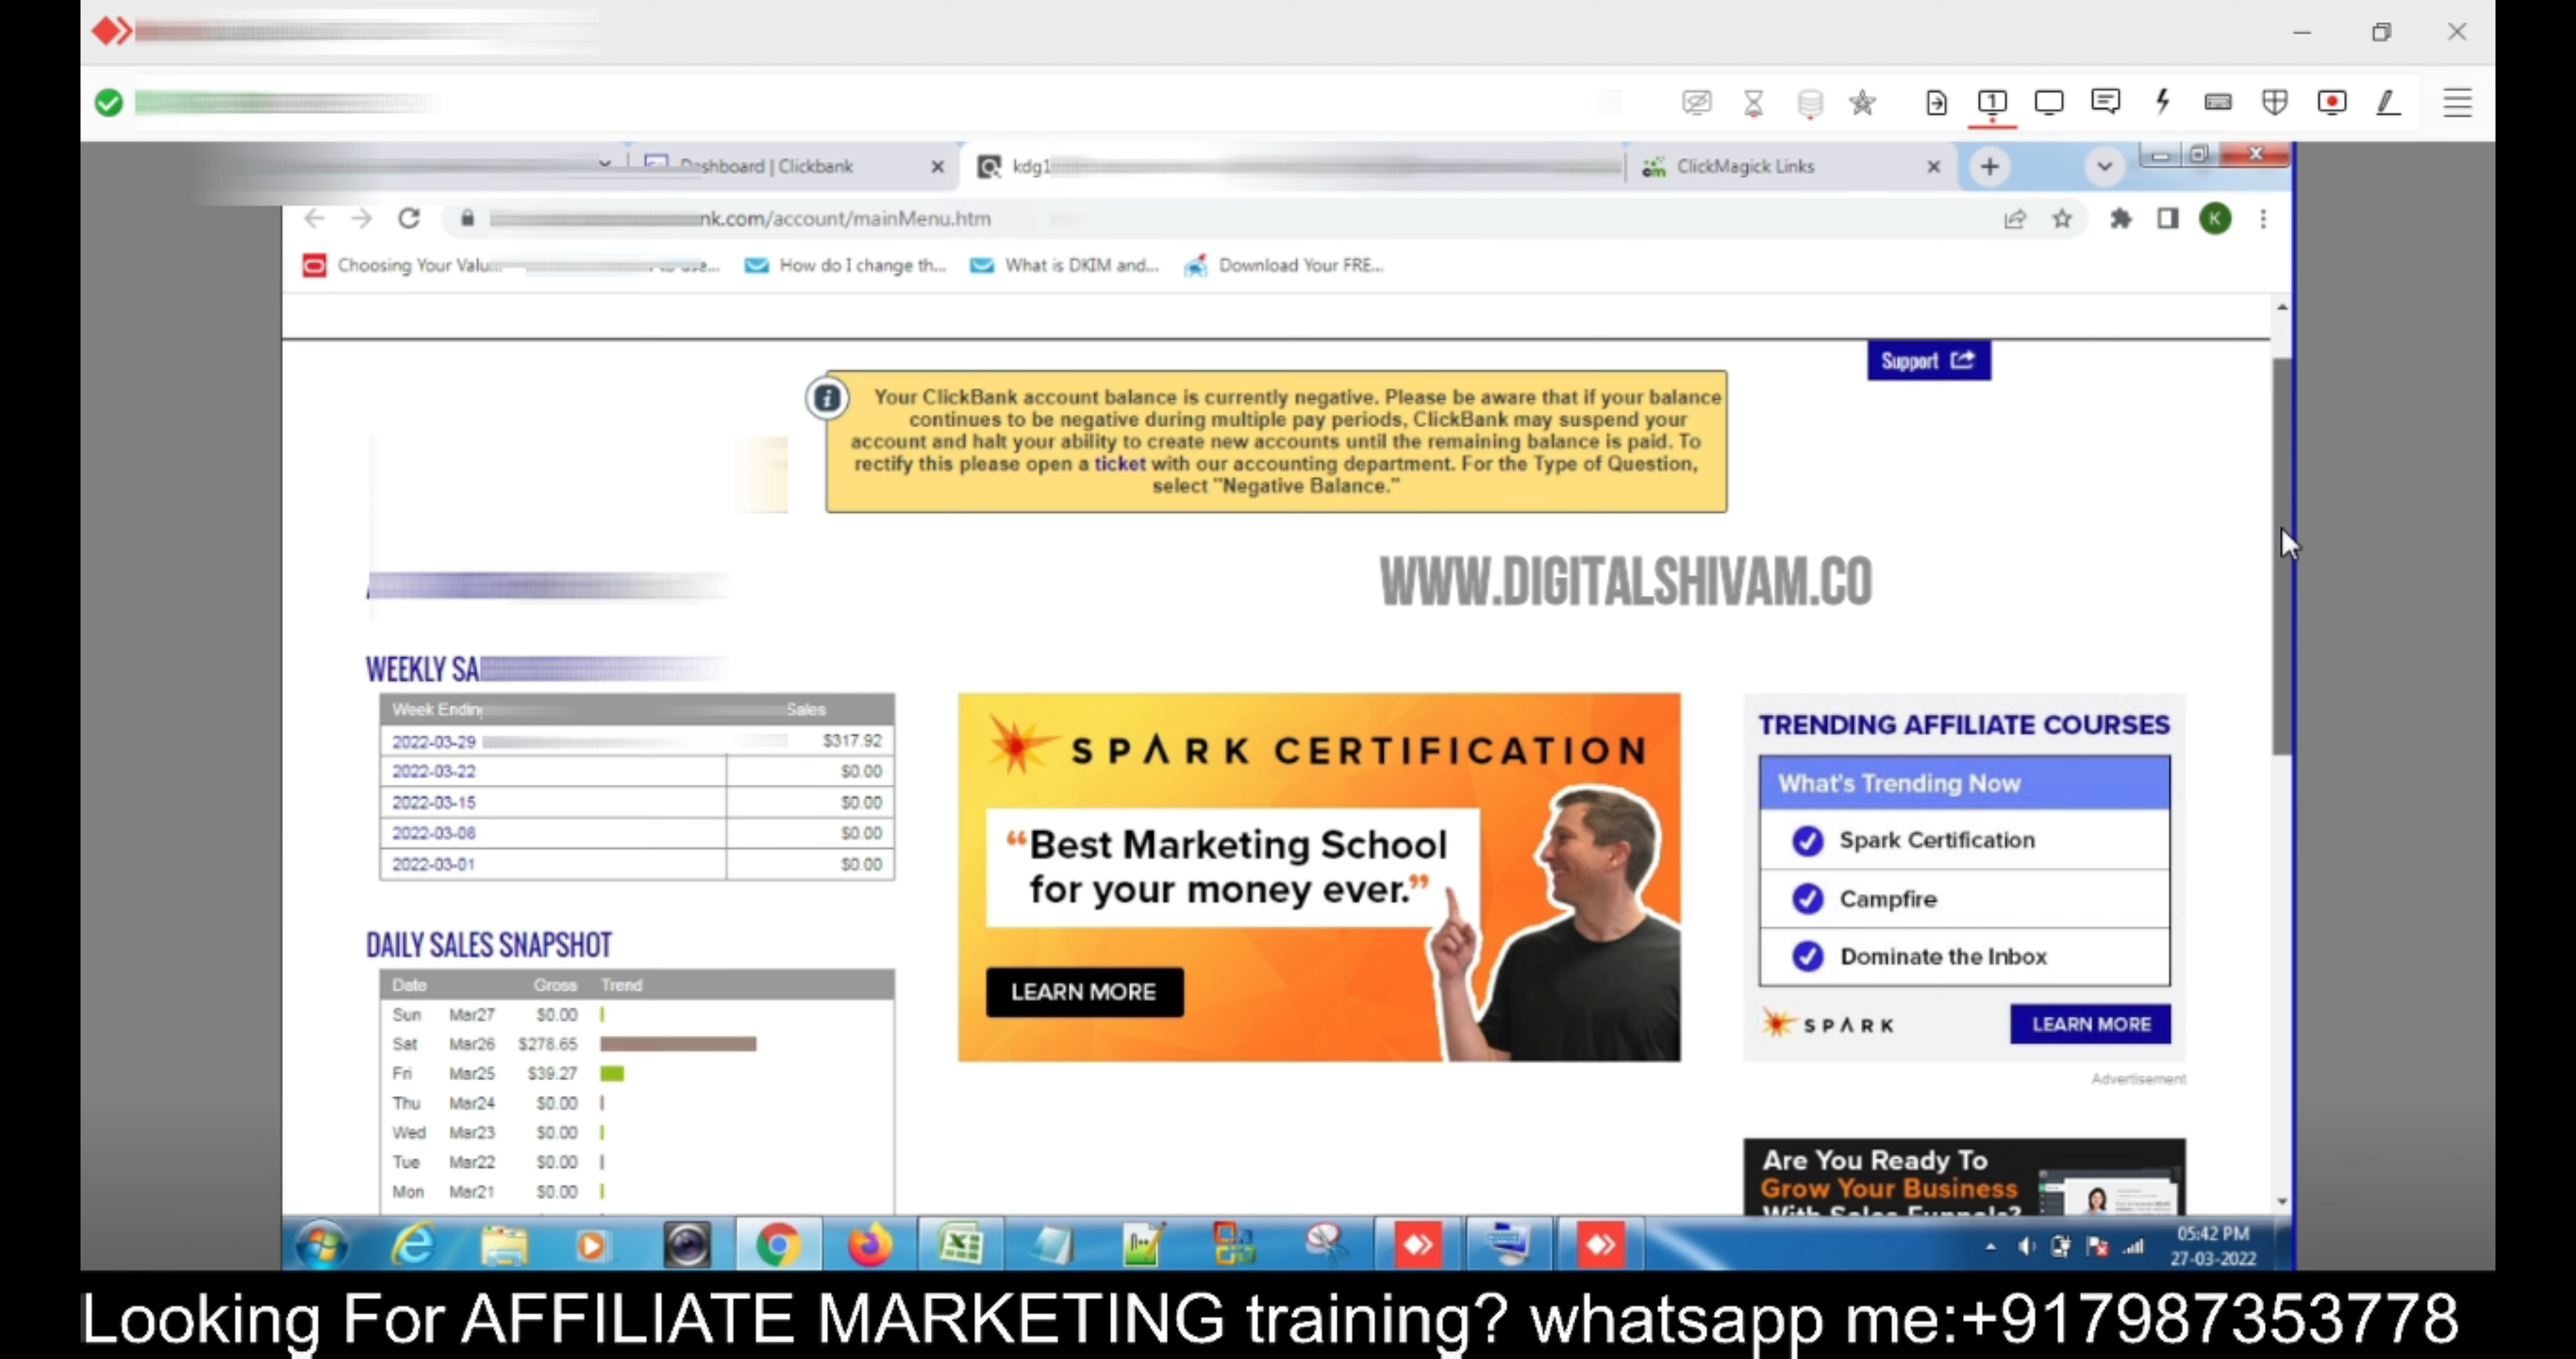 Dashboard | Clickbank
kdg1
ClickMagick Links
nk.com/account/mainMenu.htm
K
Choosing Your Valu...
How do I change th...
What is DKIM and...
Download Your FRE...
Support
Your ClickBank account balance is currently negative. Please be aware that if your balance
continues to be negative during multiple pay periods, ClickBank may suspend your
account and halt your ability to create new accounts until the remaining balance is paid. To
rectify this please open a ticket with our accounting department. For the Type of Question,
select "Negative Balance."
WWW.DIGITALSHIVAM.CO
WEEKLY SA
Week Ending Sales
2022-03-29 $317.92
2022-03-22 $0.00
2022-03-15 $0.00
2022-03-08 $0.00
2022-03-01 $0.00
DAILY SALES SNAPSHOT
Date Gross Trend
Sun Mar27 $0.00
Sat Mar26 $278.65
Fri Mar25 $39.27
Thu Mar24 $0.00
Wed Mar23 $0.00
Tue Mar22 $0.00
Mon Mar21 $0.00
SPARK CERTIFICATION
“Best Marketing School
for your money ever.”
LEARN MORE
TRENDING AFFILIATE COURSES
What's Trending Now
Spark Certification
Campfire
Dominate the Inbox
SPARK
LEARN MORE
Advertisement
Are You Ready To
Grow Your Business
With Sales Funnels?
05:42 PM
27-03-2022
Looking For AFFILIATE MARKETING training? whatsapp me:+917987353778